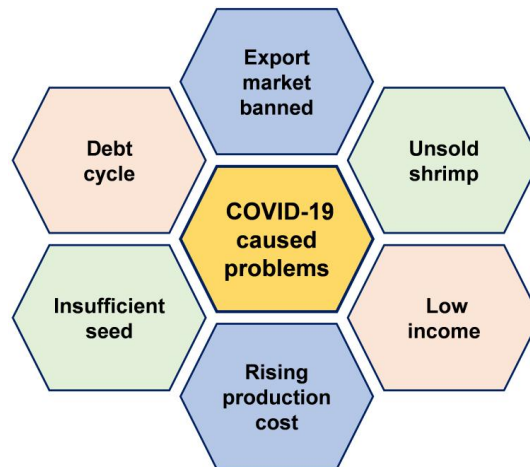 Export
market
banned
Debt
cycle
Unsold
shrimp
COVID-19
caused
problems
Insufficient
seed
Low
income
Rising
production
cost